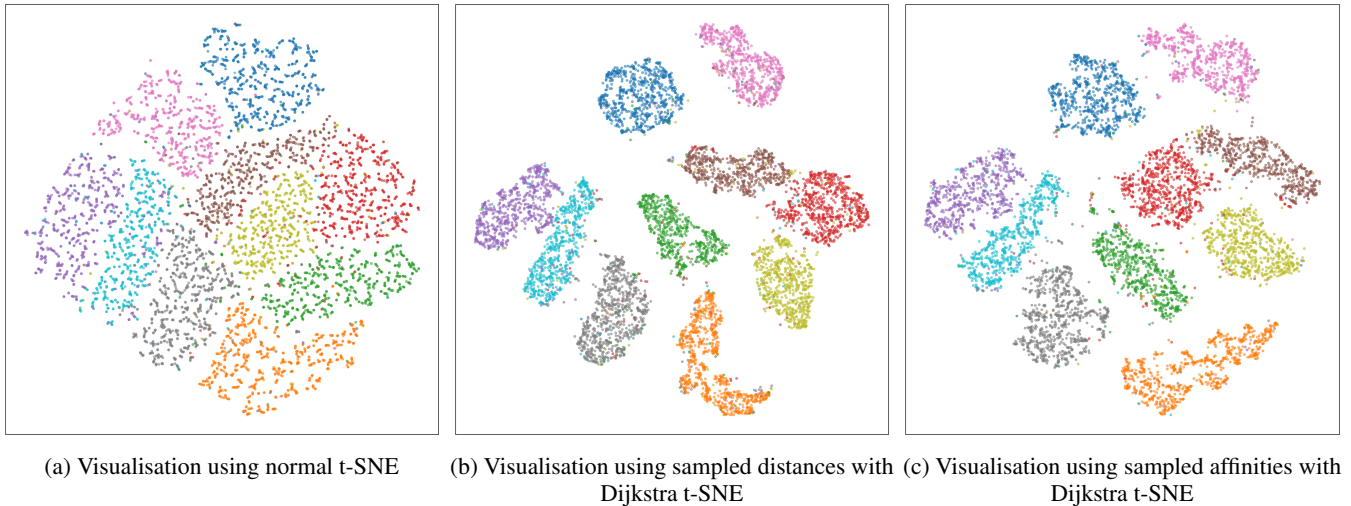 (a) Visualisation using normal t-SNE
(b) Visualisation using sampled distances with
Dijkstra t-SNE
(c) Visualisation using sampled affinities with
Dijkstra t-SNE